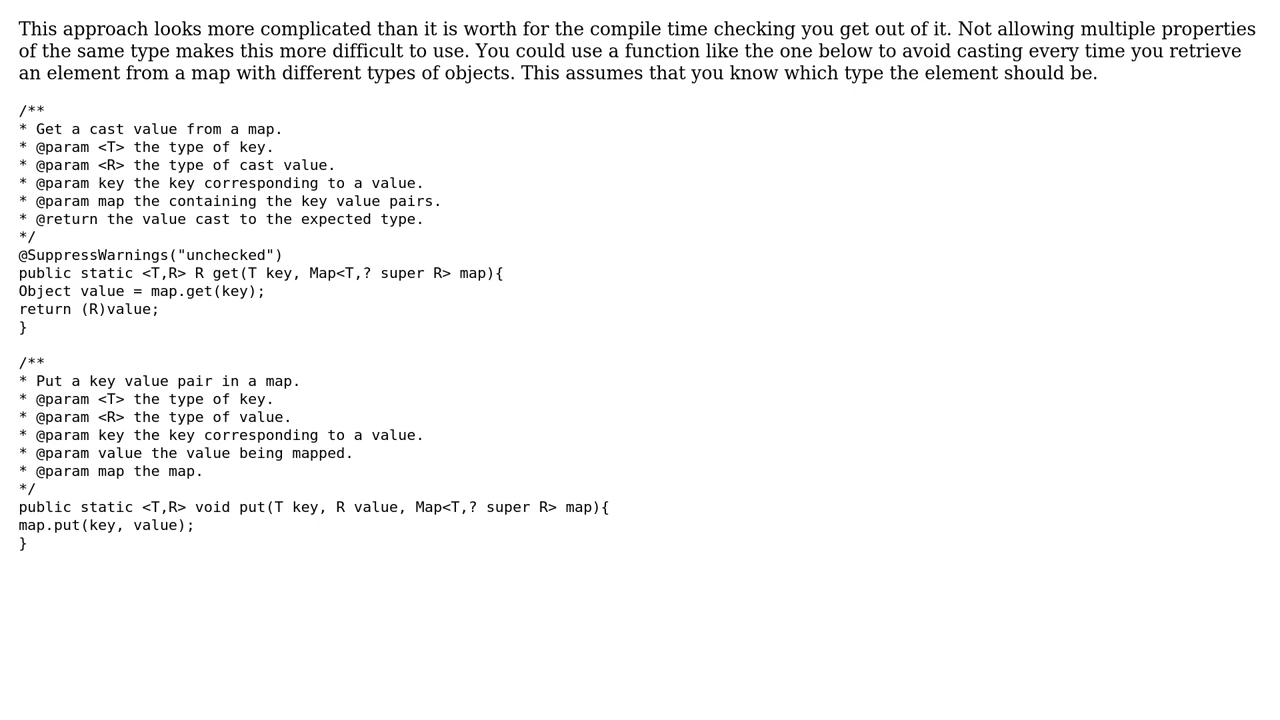 This approach looks more complicated than it is worth for the compile time checking you get out of it. Not allowing multiple properties
of the same type makes this more difficult to use. You could use a function like the one below to avoid casting every time you retrieve
an element from a map with different types of objects. This assumes that you know which type the element should be.
/**
* Get a cast value from a map.
* @param <T> the type of key.
* @param <R> the type of cast value.
* @param key the key corresponding to a value.
* @param map the containing the key value pairs.
* @return the value cast to the expected type.
*/
@SuppressWarnings("unchecked")
public static <T,R> R get(T key, Map<T,? super R> map){
Object value = map.get(key);
return (R)value;
}
/**
* Put a key value pair in a map.
* @param <T> the type of key.
* @param <R> the type of value.
* @param key the key corresponding to a value.
* @param value the value being mapped.
* @param map the map.
*/
public static <T,R> void put(T key, R value, Map<T,? super R> map){
map.put(key, value);
}